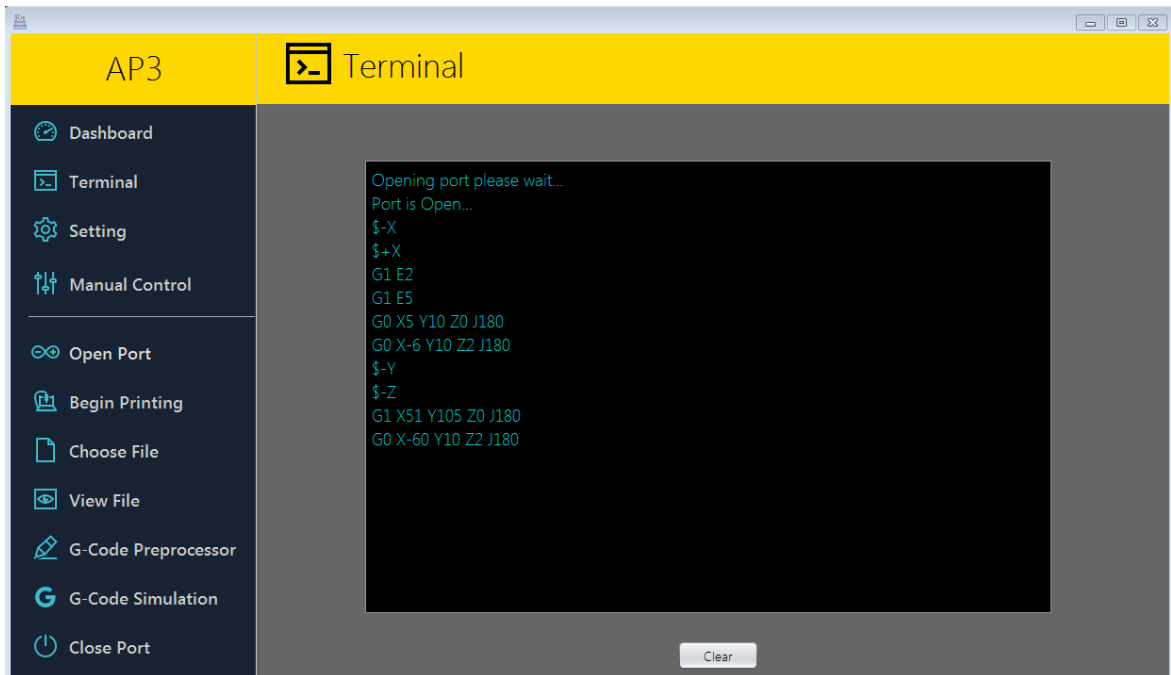 AP3
Terminal
Dashboard
Terminal
Setting
Manual Control
Open Port
Begin Printing
Choose File
View File
G-Code Preprocessor
G-Code Simulation
Close Port
Opening port please wait...
Port is Open...
$-X
$+X
G1 E2
G1 E5
G0 X5 Y10 Z0 J180
G0 X-6 Y10 Z2 J180
$-Y
$-Z
G1 X51 Y105 Z0 J180
G0 X-60 Y10 Z2 J180
Clear